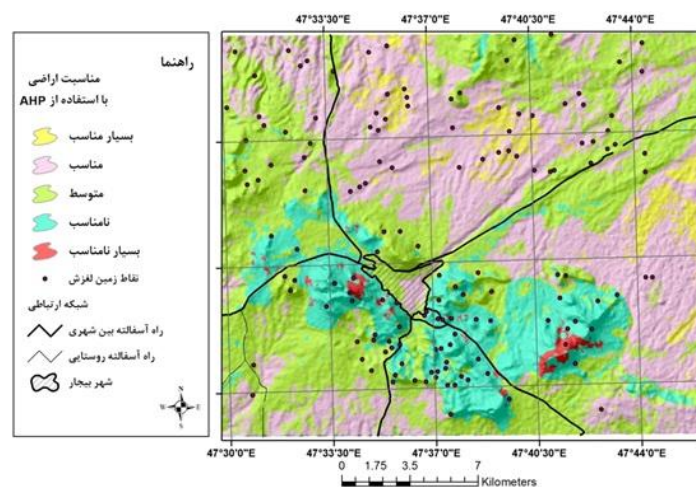 47°33'30"E 47°37'0"E 47°40'30"E 47°44'0"E
راهنما
مناسبت اراضی
با استفاده از AHP
بسیار مناسب
مناسب
متوسط
نامناسب
بسیار نامناسب
نقاط زمین لغزش
شبکه ارتباطی
راه آسفالته بین شهری
راه آسفالته روستایی
شهر بیجار
N
W E
S
47°30'0"E 47°33'30"E 47°37'0"E 47°40'30"E 47°44'0"E
0 1.75 3.5 7
Kilometers